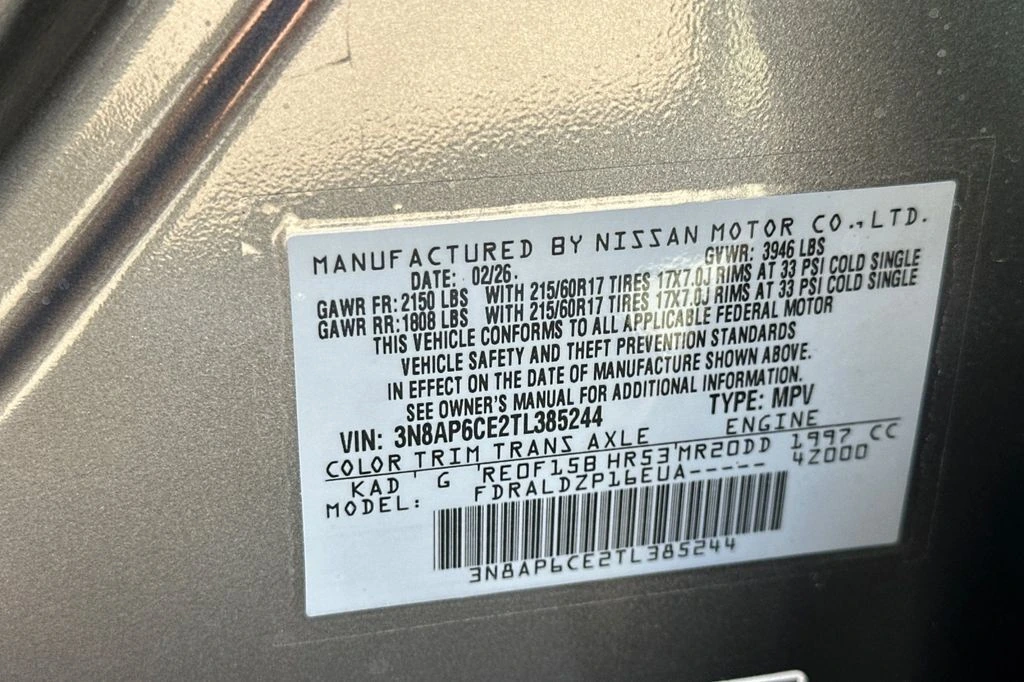 MANUFACTURED BY NISSAN MOTOR CO., LTD.
DATE: 02/26. GVWR: 3946 LBS
GAWR FR: 2150 LBS WITH 215/60R17 TIRES 17X7.0J RIMS AT 33 PSI COLD SINGLE
GAWR RR: 1808 LBS WITH 215/60R17 TIRES 17X7.0J RIMS AT 33 PSI COLD SINGLE
THIS VEHICLE CONFORMS TO ALL APPLICABLE FEDERAL MOTOR
VEHICLE SAFETY AND THEFT PREVENTION STANDARDS
IN EFFECT ON THE DATE OF MANUFACTURE SHOWN ABOVE.
SEE OWNER'S MANUAL FOR ADDITIONAL INFORMATION.
VIN: 3N8AP6CE2TL385244 TYPE: MPV
COLOR TRIM TRANS AXLE ENGINE
KAD ' G 'RE0F15B HR53'MR20DD 1997 CC
MODEL: FDRALDZP16EUA----- 4Z000
3N8AP6CE2TL385244